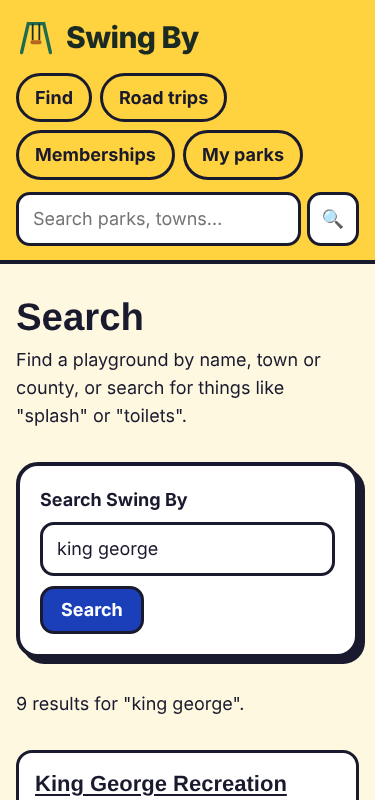 Swing By
Find
Road trips
Memberships
My parks
Search parks, towns...
Search
Find a playground by name, town or
county, or search for things like
"splash" or "toilets".
Search Swing By
king george
Search
9 results for "king george".
King George Recreation